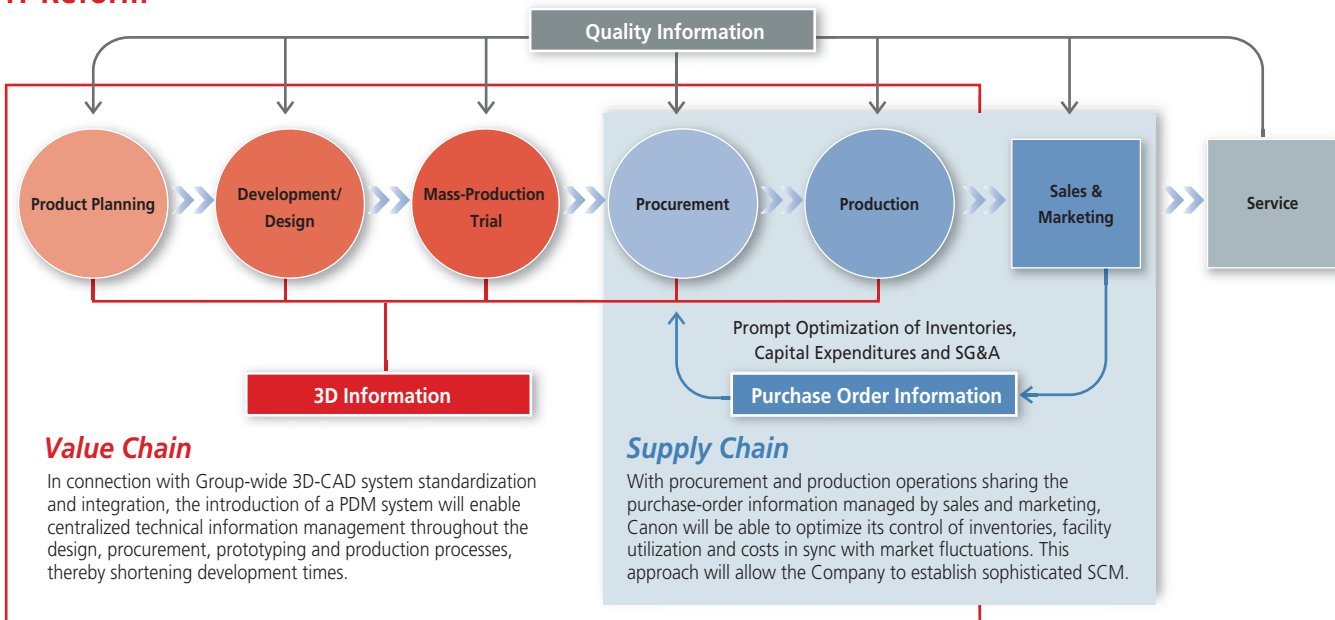 IT Reform
Quality Information
Product Planning
Development/
Design
Mass-Production
Trial
Procurement
Production
Sales &
Marketing
Service
Prompt Optimization of Inventories,
Capital Expenditures and SG&A
3D Information
Purchase Order Information
Value Chain
In connection with Group-wide 3D-CAD system standardization
and integration, the introduction of a PDM system will enable
centralized technical information management throughout the
design, procurement, prototyping and production processes,
thereby shortening development times.
Supply Chain
With procurement and production operations sharing the
purchase-order information managed by sales and marketing,
Canon will be able to optimize its control of inventories, facility
utilization and costs in sync with market fluctuations. This
approach will allow the Company to establish sophisticated SCM.